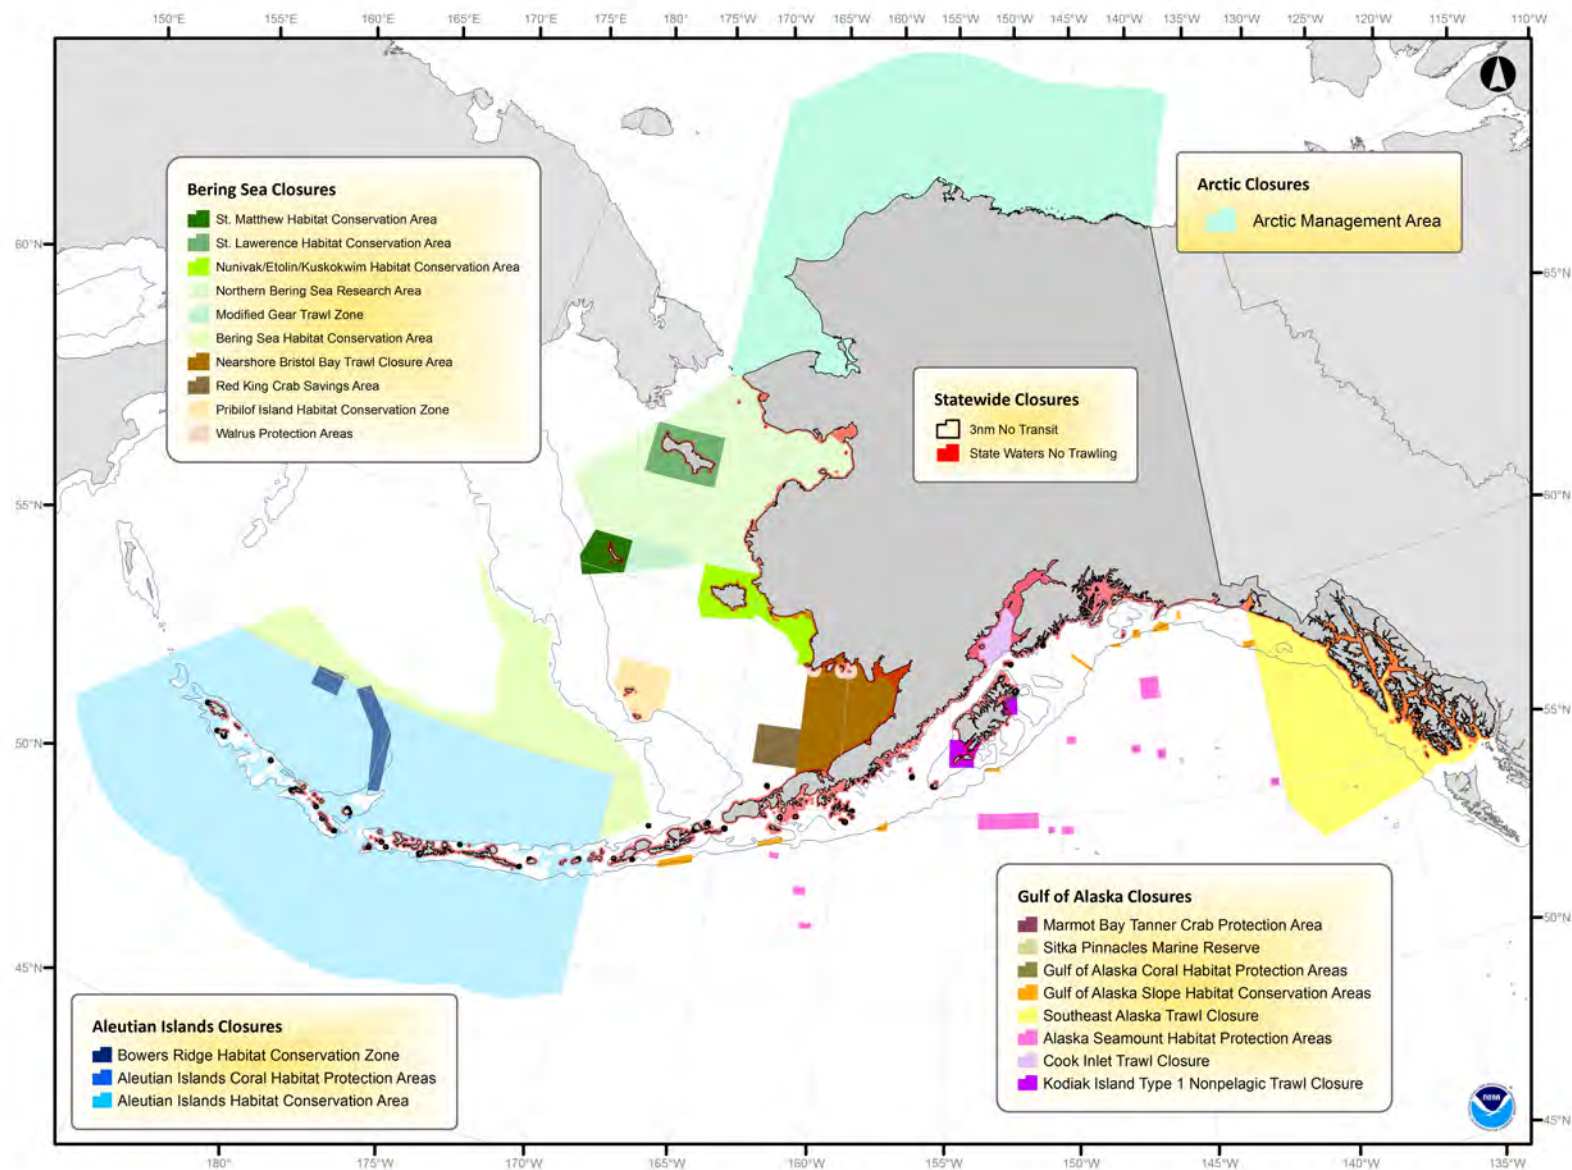 150°E 155°E 160°E 165°E 170°E 175°E 180° 175°W 170°W 165°W 160°W 155°W 150°W 145°W 140°W 135°W 130°W 125°W 120°W 115°W 110°W
Bering Sea Closures
St. Matthew Habitat Conservation Area
St. Lawerence Habitat Conservation Area
Nunivak/Etolin/Kuskokwim Habitat Conservation Area
Northern Bering Sea Research Area
Modified Gear Trawl Zone
Bering Sea Habitat Conservation Area
Nearshore Bristol Bay Trawl Closure Area
Red King Crab Savings Area
Pribilof Island Habitat Conservation Zone
Walrus Protection Areas
Arctic Closures
Arctic Management Area
Statewide Closures
3nm No Transit
State Waters No Trawling
60°N
55°N
50°N
45°N
65°N
60°N
55°N
50°N
45°N
Aleutian Islands Closures
Bowers Ridge Habitat Conservation Zone
Aleutian Islands Coral Habitat Protection Areas
Aleutian Islands Habitat Conservation Area
Gulf of Alaska Closures
Marmot Bay Tanner Crab Protection Area
Sitka Pinnacles Marine Reserve
Gulf of Alaska Coral Habitat Protection Areas
Gulf of Alaska Slope Habitat Conservation Areas
Southeast Alaska Trawl Closure
Alaska Seamount Habitat Protection Areas
Cook Inlet Trawl Closure
Kodiak Island Type 1 Nonpelagic Trawl Closure
noaa
180° 175°W 170°W 165°W 160°W 155°W 150°W 145°W 140°W 135°W